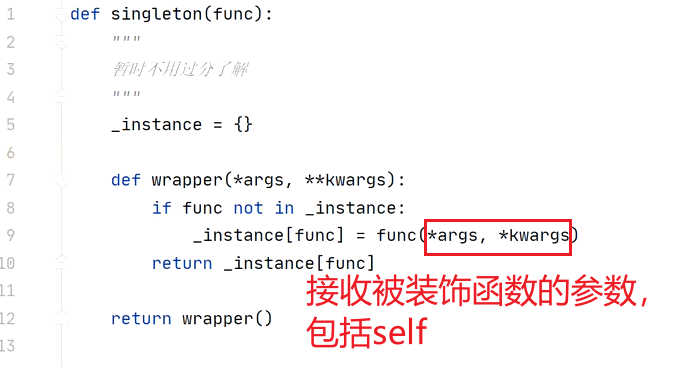 1 def singleton(func):
2 """
3 暂时不用过分了解
4 """
5 _instance = {}
6
7 def wrapper(*args, **kwargs):
8 if func not in _instance:
9 _instance[func] = func(*args, *kwargs)
10 return _instance[func]
11
12 return wrapper()
13
接收被装饰函数的参数,
包括self